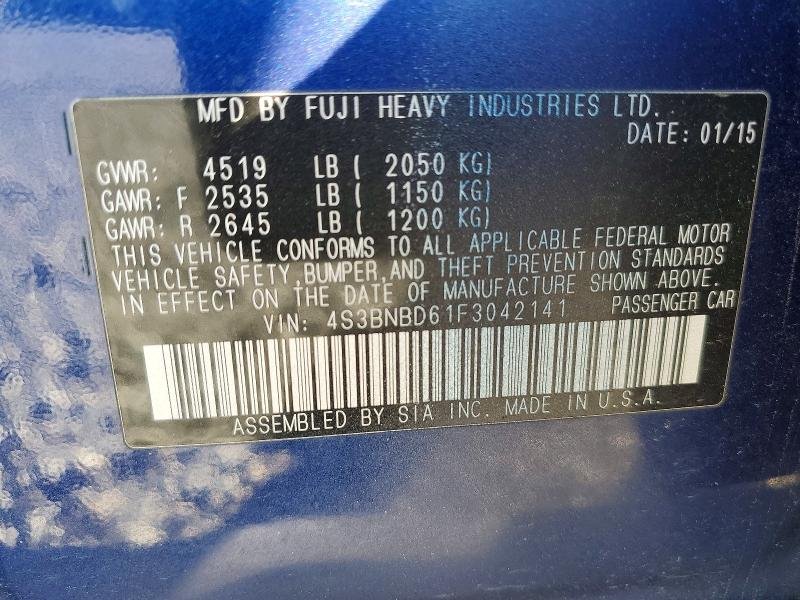 MFD BY FUJI HEAVY INDUSTRIES LTD.
DATE: 01/15
GVWR: 4519 LB ( 2050 KG)
GAWR: F 2535 LB ( 1150 KG)
GAWR: R 2645 LB ( 1200 KG)
THIS VEHICLE CONFORMS TO ALL APPLICABLE FEDERAL MOTOR
VEHICLE SAFETY, BUMPER, AND THEFT PREVENTION STANDARDS
IN EFFECT ON THE DATE OF MANUFACTURE SHOWN ABOVE.
VIN: 4S3BNBD61F3042141 PASSENGER CAR
ASSEMBLED BY SIA INC. MADE IN U.S.A.